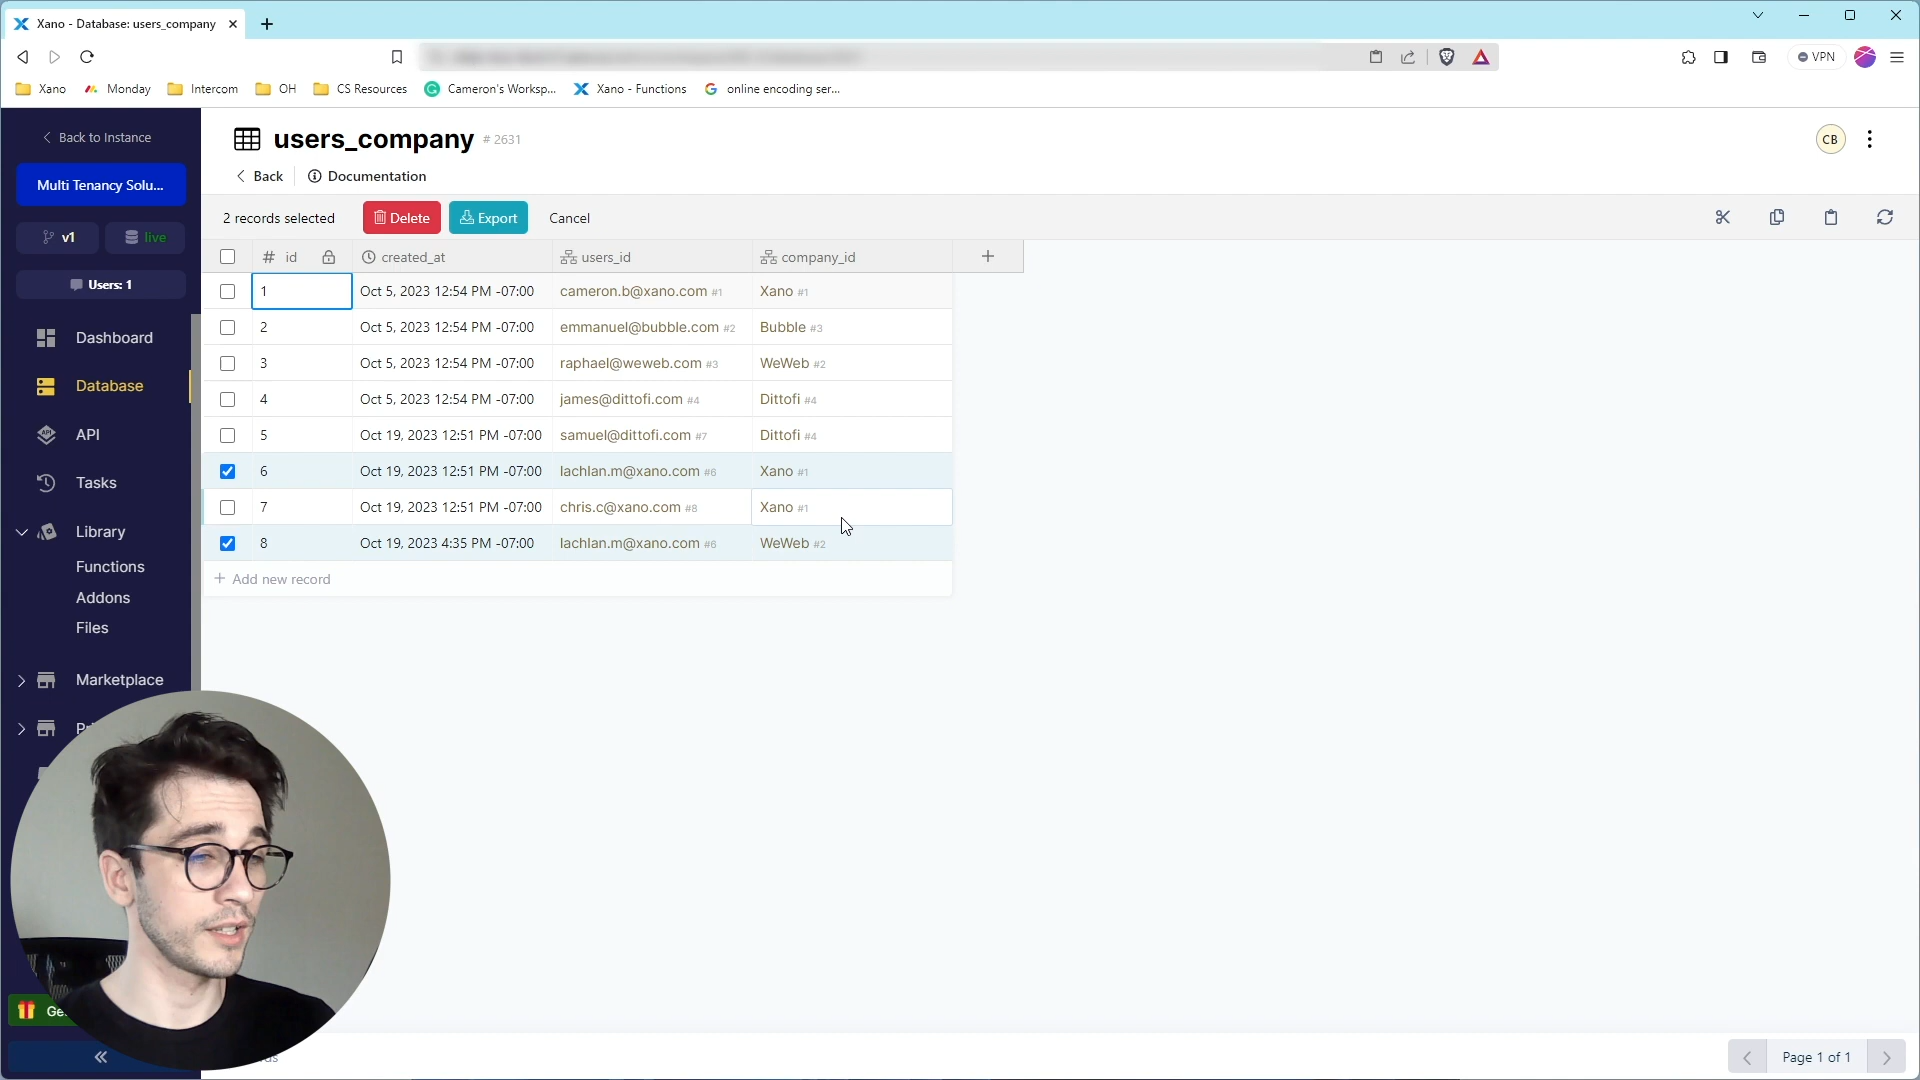 Xano - Database: users_company
VPN
Xano
Monday
Intercom
OH
CS Resources
Cameron's Worksp...
Xano - Functions
online encoding ser...
Back to Instance
Multi Tenancy Solu...
v1
live
Users: 1
Dashboard
Database
API
Tasks
Library
Functions
Addons
Files
Marketplace
users_company # 2631
CB
Back
Documentation
2 records selected
Delete
Export
Cancel
# id
created_at
users_id
company_id
1 Oct 5, 2023 12:54 PM -07:00 cameron.b@xano.com #1 Xano #1
2 Oct 5, 2023 12:54 PM -07:00 emmanuel@bubble.com #2 Bubble #3
3 Oct 5, 2023 12:54 PM -07:00 raphael@weweb.com #3 WeWeb #2
4 Oct 5, 2023 12:54 PM -07:00 james@dittofi.com #4 Dittofi #4
5 Oct 19, 2023 12:51 PM -07:00 samuel@dittofi.com #7 Dittofi #4
6 Oct 19, 2023 12:51 PM -07:00 lachlan.m@xano.com #6 Xano #1
7 Oct 19, 2023 12:51 PM -07:00 chris.c@xano.com #8 Xano #1
8 Oct 19, 2023 4:35 PM -07:00 lachlan.m@xano.com #6 WeWeb #2
+ Add new record
Page 1 of 1